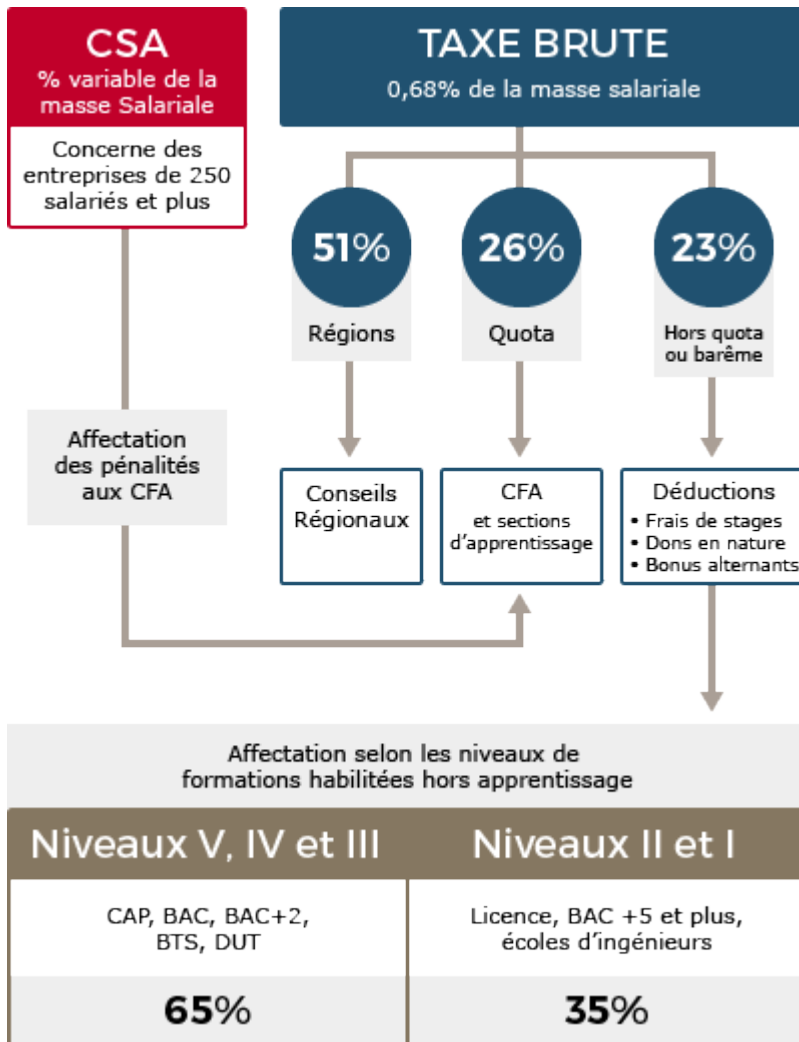 CSA
% variable de la
masse Salariale
Concerne des
entreprises de 250
salariés et plus
TAXE BRUTE
0,68% de la masse salariale
51%
26%
23%
Régions
Quota
Hors quota
ou barême
Affectation
des pénalités
aux CFA
Conseils
Régionaux
CFA
et sections
d'apprentissage
Déductions
• Frais de stages
• Dons en nature
• Bonus alternants
Affectation selon les niveaux de
formations habilitées hors apprentissage
Niveaux V, IV et III
Niveaux II et I
CAP, BAC, BAC+2,
BTS, DUT
Licence, BAC +5 et plus,
écoles d'ingénieurs
65%
35%